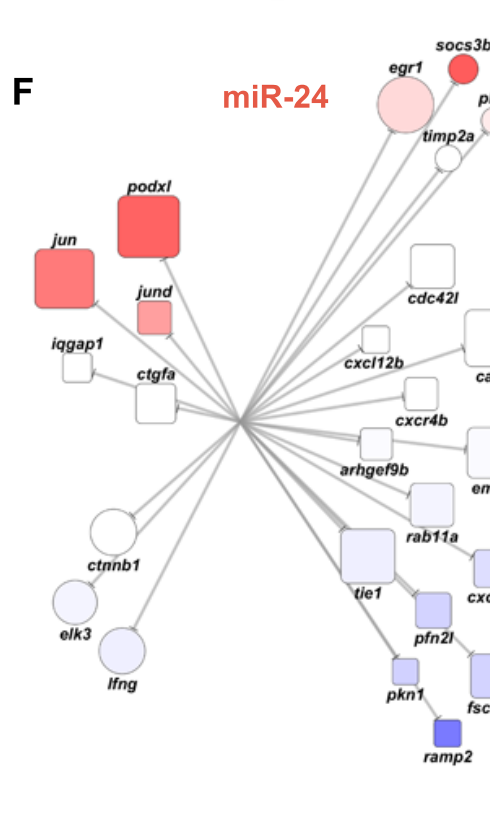 F
miR-24
socs3b
egr1
timp2a
podxl
jun
jund
iqgap1
ctgfa
cdc42l
cxcl12b
cxcr4b
arhgef9b
rab11a
tie1
pfn2l
pkn1
ramp2
ctnnb1
elk3
lfng